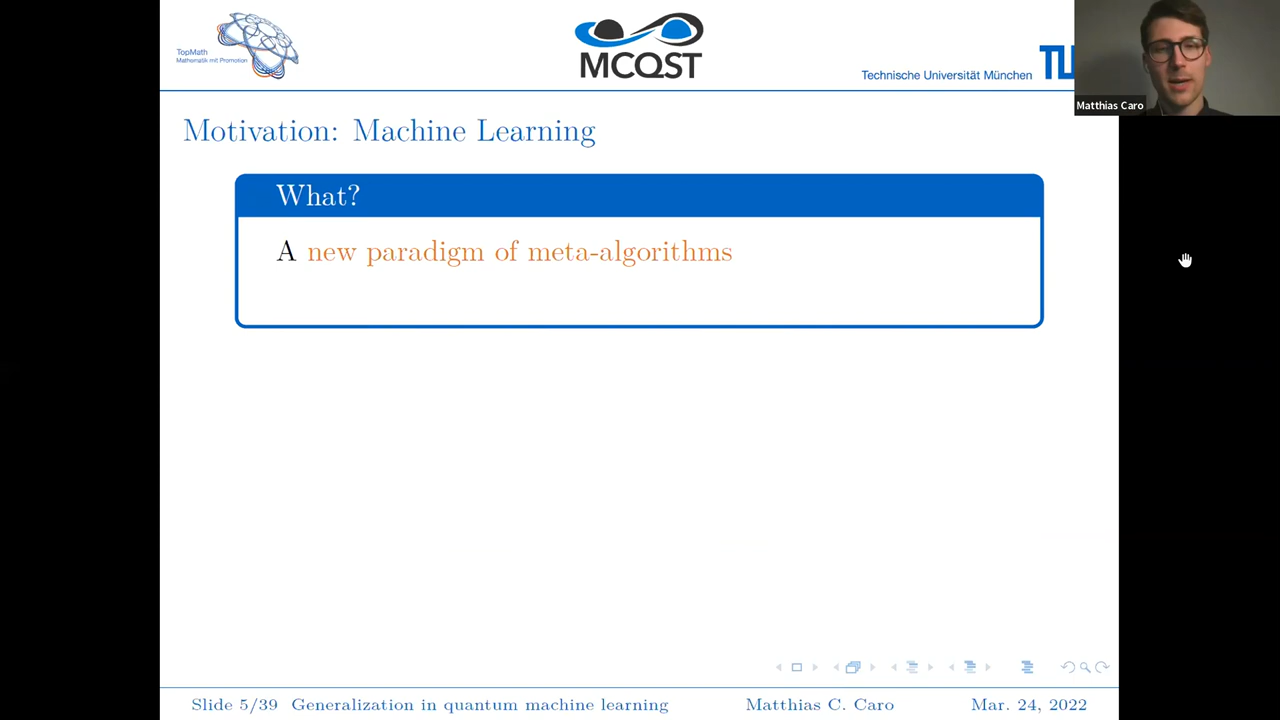 TopMath
Mathematik mit Promotion
MCQST
Technische Universität München
Matthias Caro
Motivation: Machine Learning
What?
A new paradigm of meta-algorithms
Slide 5/39 Generalization in quantum machine learning Matthias C. Caro Mar. 24, 2022